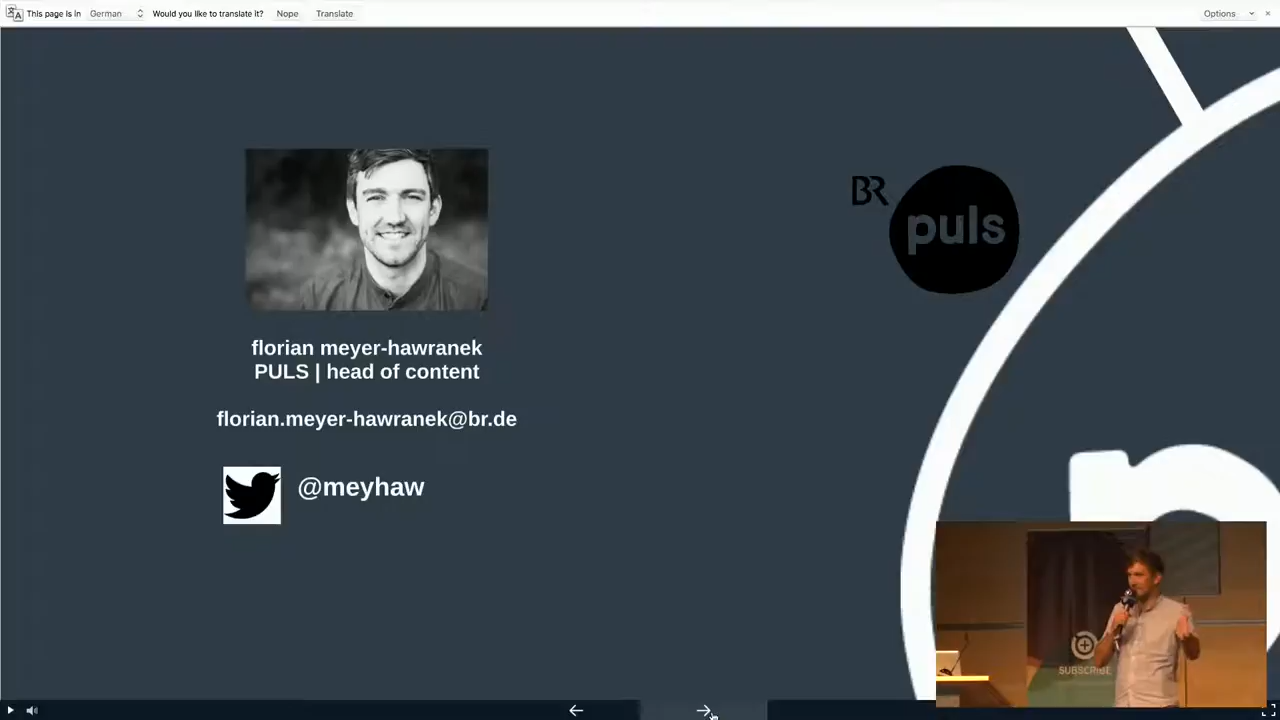 This page is in German Would you like to translate it? Nope Translate Options
BR
puls
florian meyer-hawranek
PULS | head of content
florian.meyer-hawranek@br.de
@meyhaw
n
SUBSCRIBE